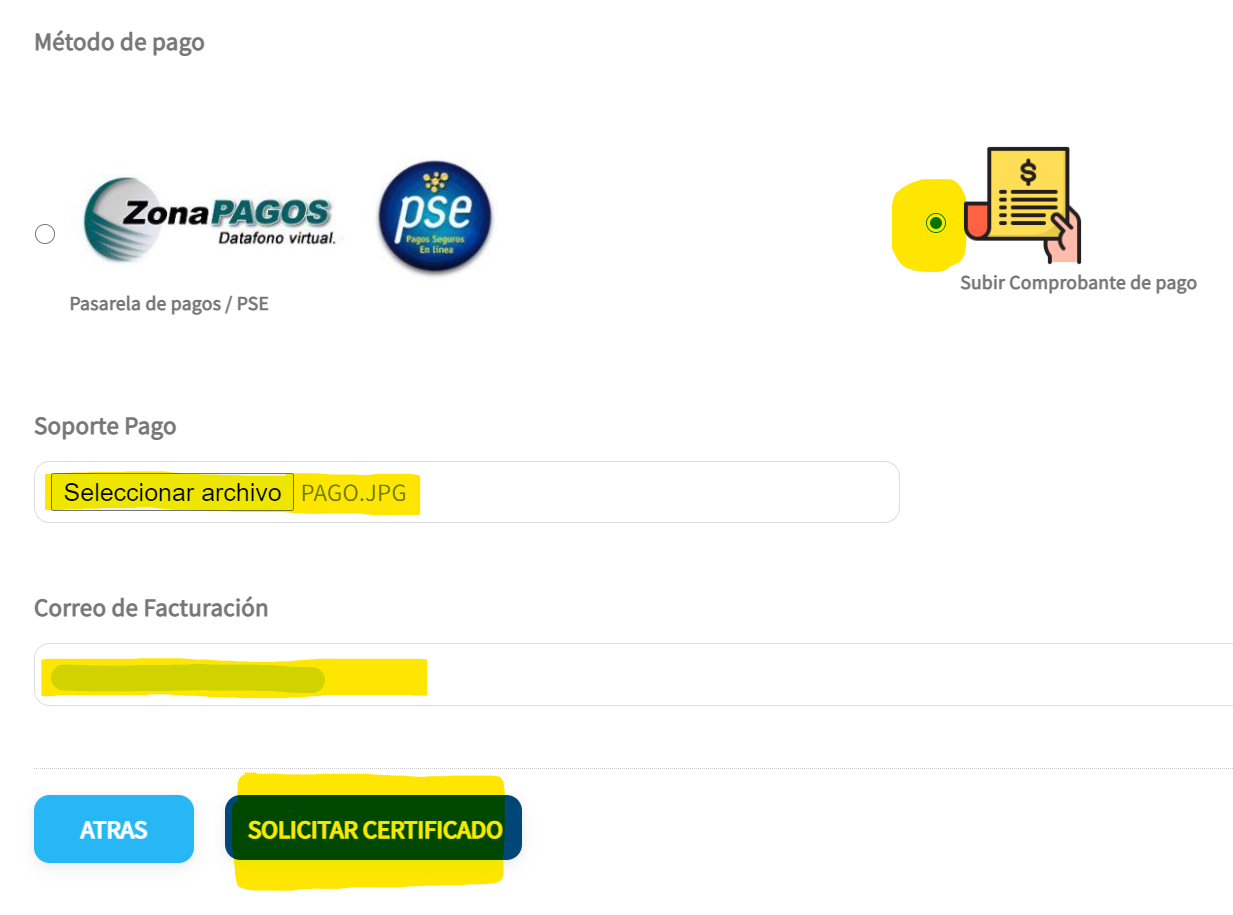 Método de pago
$
ZonaPAGOS
Datafono virtual.
pse
Pagos Seguros
En línea
Pasarela de pagos / PSE
Subir Comprobante de pago
Soporte Pago
Seleccionar archivo PAGO.JPG
Correo de Facturación
ATRAS
SOLICITAR CERTIFICADO